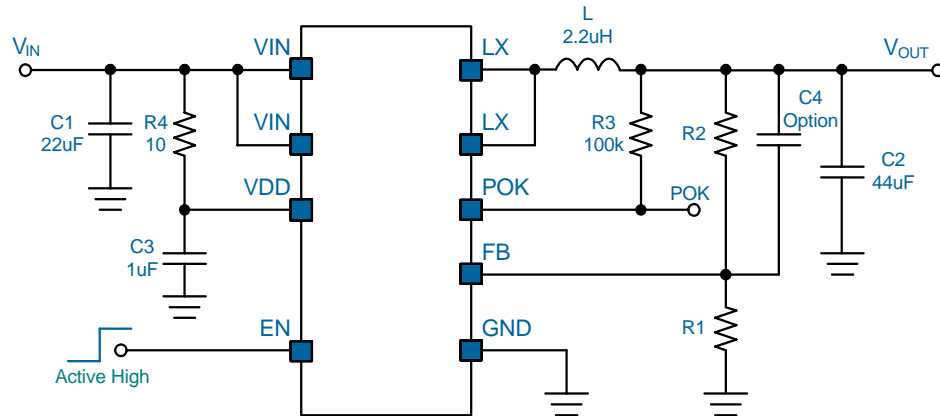 L
2.2uH
VIN
VIN
LX
VOUT
C1
22uF
R4
10
VIN
LX
R3
100k
R2
C4
Option
C2
44uF
VDD
POK
POK
C3
1uF
FB
EN
GND
R1
Active High